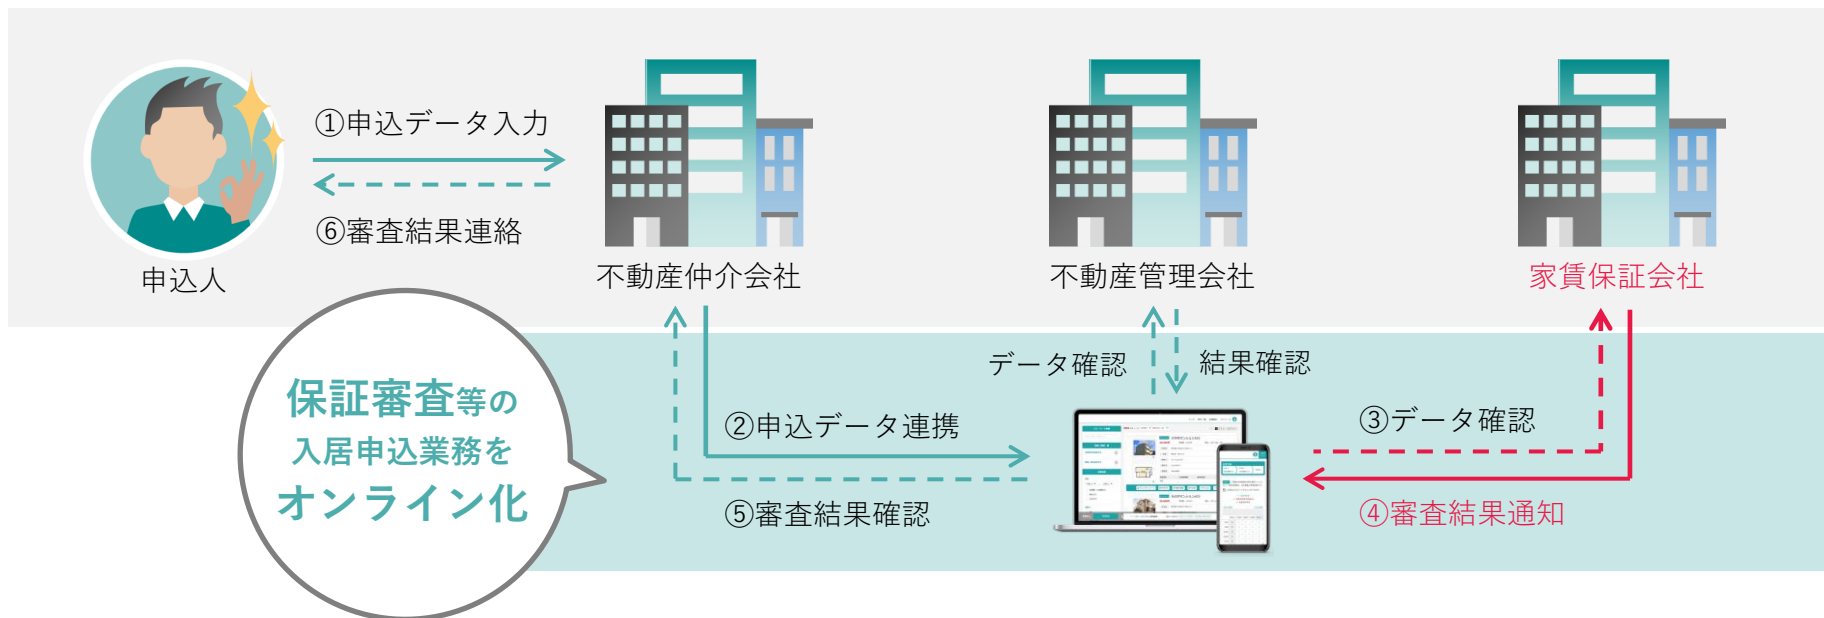 ①申込データ入力
⑥審査結果連絡
申込人
不動産仲介会社
不動産管理会社
家賃保証会社
保証審査等の
入居申込業務を
オンライン化
データ確認
結果確認
②申込データ連携
⑤審査結果確認
③データ確認
④審査結果通知